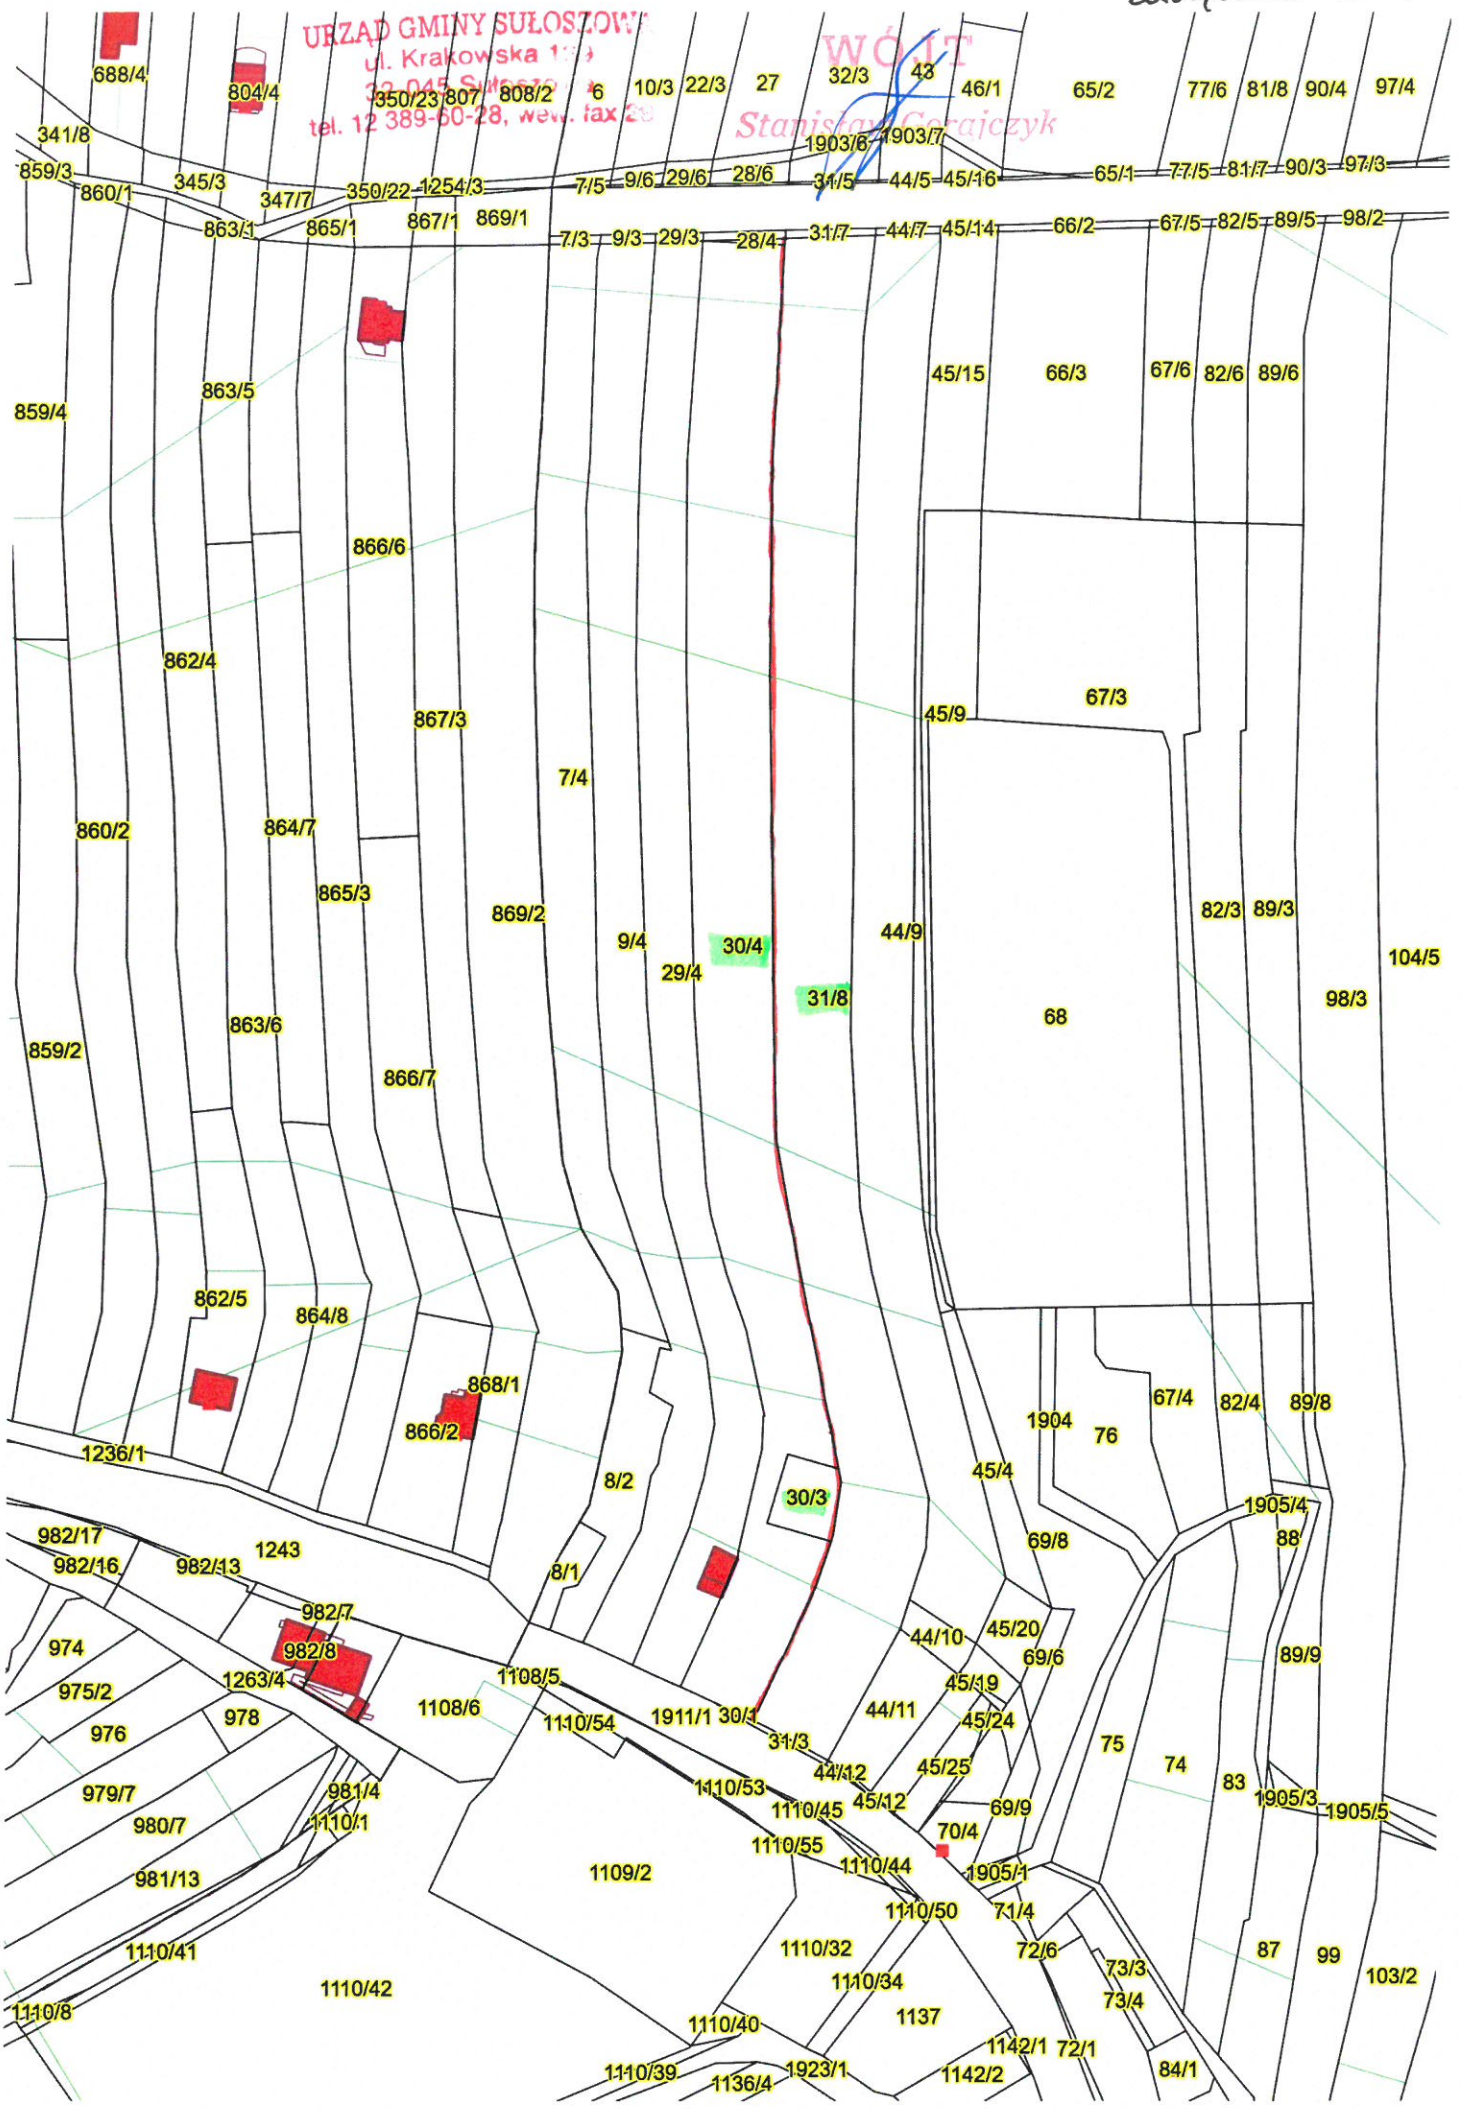 URZĄD GMINY SUŁOSZOWA
ul. Krakowska
32-045
tel. 12 389-60-28, wew. fax
WÓJT
Stanisław Gorajczyk
688/4
804/4
350/23 807 808/2 6 10/3 22/3 27 32/3 43
46/1 65/2 77/6 81/8 90/4 97/4
341/8 1903/6 1903/7
859/3 860/1 345/3 347/7 350/22 1254/3 7/5 9/6 29/6 28/6 31/5 44/5 45/16 65/1 77/5 81/7 90/3 97/3
863/1 865/1 867/1 869/1 7/3 9/3 29/3 28/4 31/7 44/7 45/14 66/2 67/5 82/5 89/5 98/2
859/4 863/5 45/15 66/3 67/6 82/6 89/6
866/6
862/4
867/3 45/9 67/3
7/4
860/2 864/7
865/3 869/2 9/4 30/4 44/9 82/3 89/3
29/4 104/5
31/8 98/3
863/6 68
859/2 866/7
862/5 864/8
868/1
866/2 1904 76 67/4 82/4 89/8
1236/1 8/2 45/4
30/3 1905/4
982/17 1243 69/8 88
982/16 982/13 8/1
982/7
974 982/8 44/10 45/20 69/6 89/9
975/2 1263/4 1108/5 45/19
976 978 1108/6 1110/54 1911/1 30/1 44/11 45/24
31/3 75 74
979/7 981/4 1110/53 44/12 45/25 83
980/7 1110/1 1110/45 45/12 69/9 1905/3 1905/5
1110/55 70/4
981/13 1109/2 1110/44 1905/1
1110/50 71/4
1110/41 1110/32 72/6 87 99
1110/42 1110/34 73/3 103/2
1110/8 1110/40 1137 73/4
1110/39 1136/4 1923/1 1142/1 1142/2 72/1 84/1